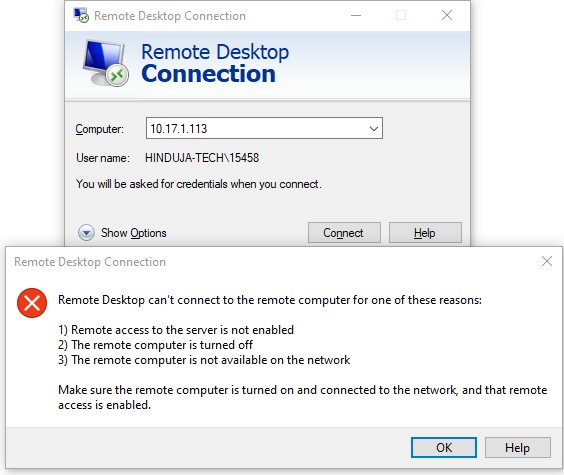 Remote Desktop Connection
Remote Desktop
Connection
Computer: 10.17.1.113
User name: HINDUJA-TECH\15458
You will be asked for credentials when you connect.
Show Options Connect Help
Remote Desktop Connection
Remote Desktop can't connect to the remote computer for one of these reasons:
1) Remote access to the server is not enabled
2) The remote computer is turned off
3) The remote computer is not available on the network
Make sure the remote computer is turned on and connected to the network, and that remote
access is enabled.
OK Help